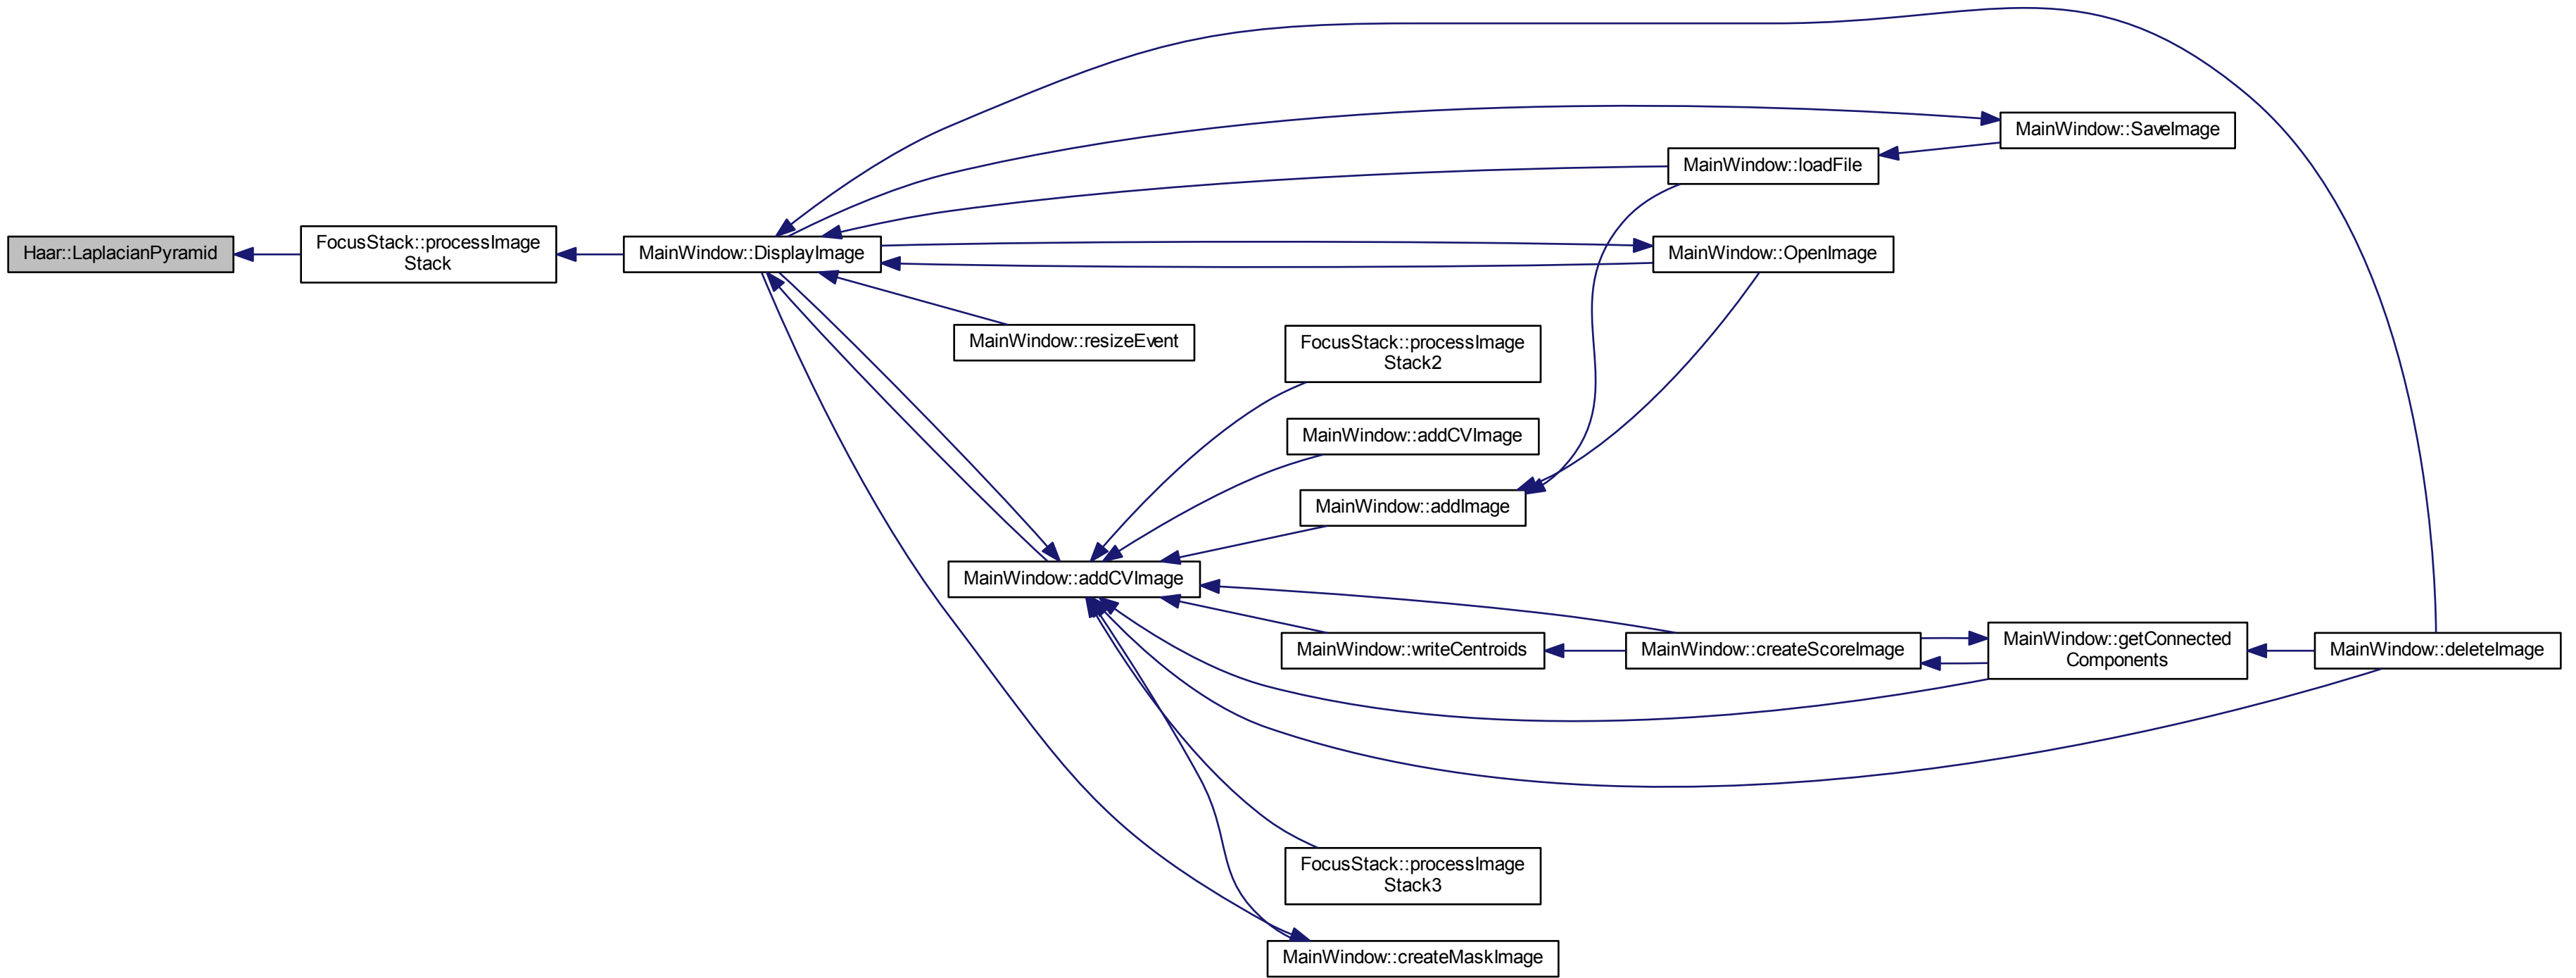 MainWindow::SaveImage
MainWindow::loadFile
Haar::LaplacianPyramid
FocusStack::processImage
Stack
MainWindow::DisplayImage
MainWindow::OpenImage
MainWindow::resizeEvent
FocusStack::processImage
Stack2
MainWindow::addCVImage
MainWindow::addImage
MainWindow::addCVImage
MainWindow::writeCentroids
MainWindow::createScoreImage
MainWindow::getConnected
Components
MainWindow::deleteImage
FocusStack::processImage
Stack3
MainWindow::createMaskImage